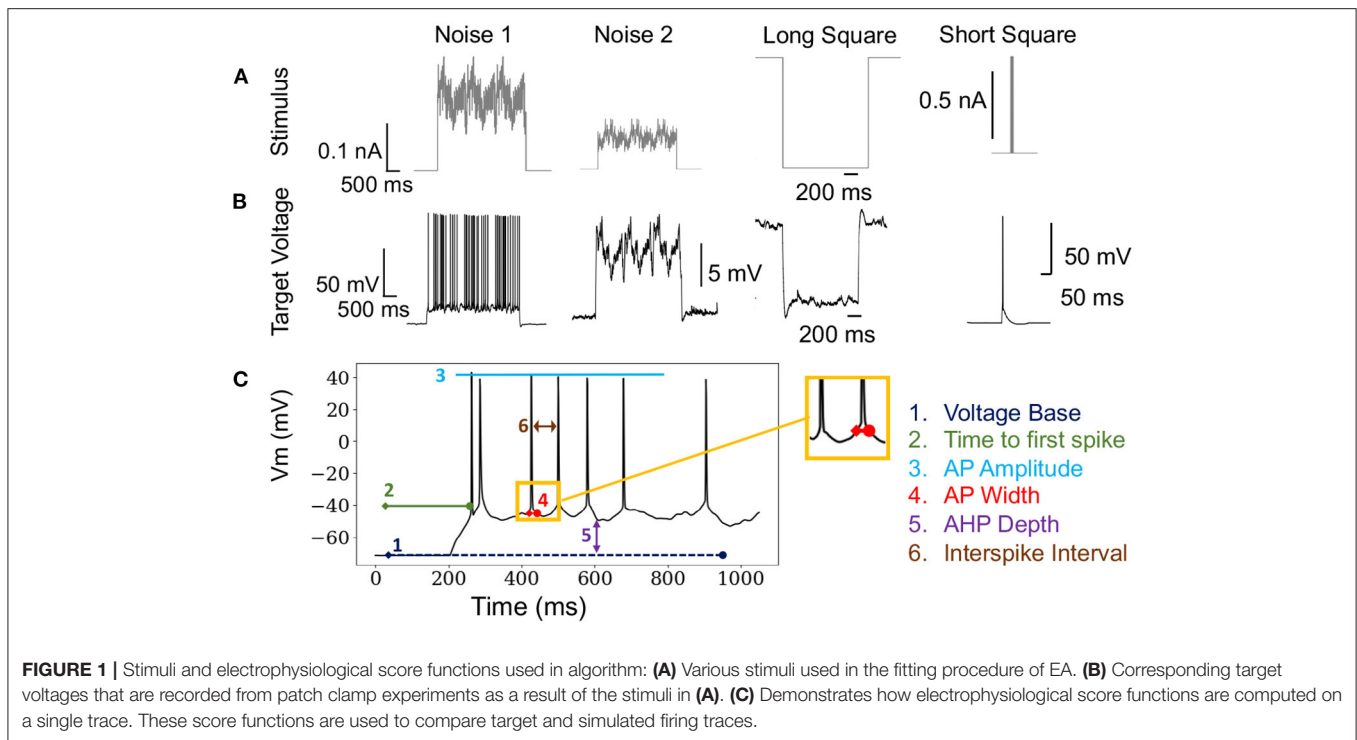 Noise 1
Noise 2
Long Square
Short Square
A
Stimulus
0.1 nA
500 ms
200 ms
0.5 nA
B
Target Voltage
50 mV
500 ms
5 mV
200 ms
50 mV
50 ms
C
Vm (mV)
40
20
0
−20
−40
−60
3
6
2
4
5
1
0
200
400
600
800
1000
Time (ms)
1. Voltage Base
2. Time to first spike
3. AP Amplitude
4. AP Width
5. AHP Depth
6. Interspike Interval
FIGURE 1 | Stimuli and electrophysiological score functions used in algorithm: (A) Various stimuli used in the fitting procedure of EA. (B) Corresponding target
voltages that are recorded from patch clamp experiments as a result of the stimuli in (A). (C) Demonstrates how electrophysiological score functions are computed on
a single trace. These score functions are used to compare target and simulated firing traces.